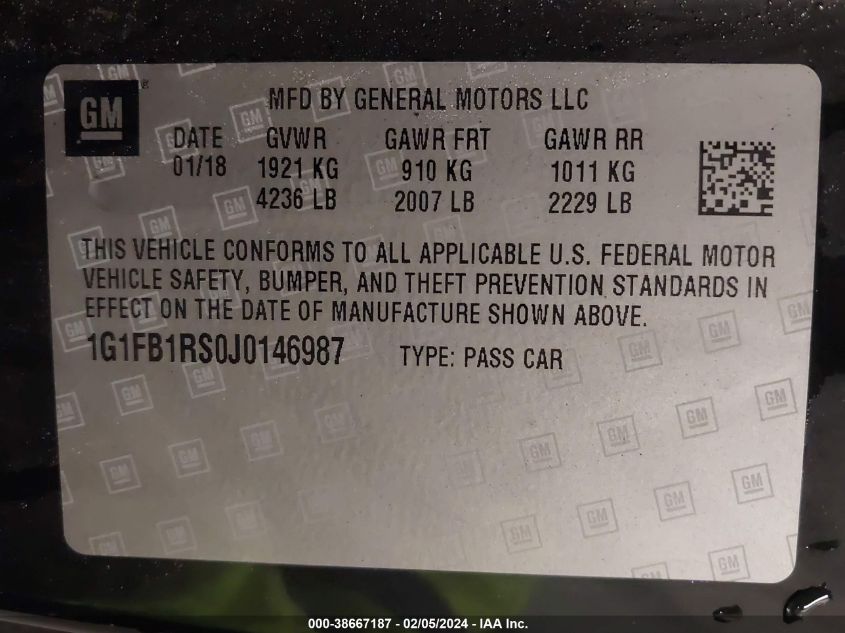 GM
MFD BY GENERAL MOTORS LLC
DATE GVWR GAWR FRT GAWR RR
01/18 1921 KG 910 KG 1011 KG
4236 LB 2007 LB 2229 LB
THIS VEHICLE CONFORMS TO ALL APPLICABLE U.S. FEDERAL MOTOR
VEHICLE SAFETY, BUMPER, AND THEFT PREVENTION STANDARDS IN
EFFECT ON THE DATE OF MANUFACTURE SHOWN ABOVE.
1G1FB1RS0J0146987 TYPE: PASS CAR
000-38667187 - 02/05/2024 - IAA Inc.